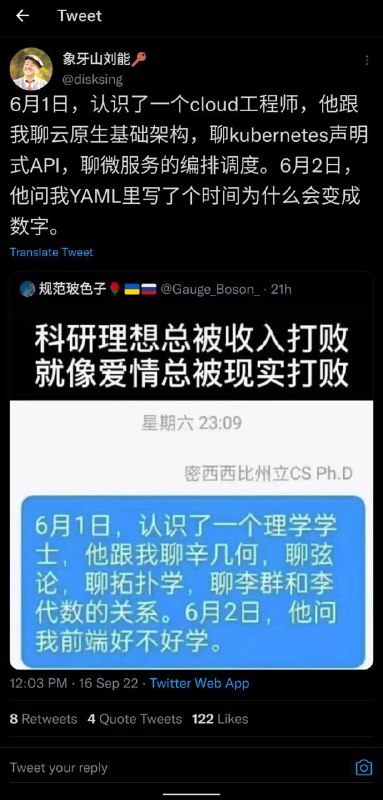 Tweet
象牙山刘能
@disksing
6月1日，认识了一个cloud工程师，他跟
我聊云原生基础架构，聊kubernetes声明
式API，聊微服务的编排调度。6月2日，
他问我YAML里写了个时间为什么会变成
数字。
Translate Tweet
规范玻色子🌹🇺🇦🇷🇺 @Gauge_Boson_ · 21h
科研理想总被收入打败
就像爱情总被现实打败
星期六 23:09
密西西比州立CS Ph.D
6月1日，认识了一个理学学
士，他跟我聊辛几何，聊弦
论，聊拓扑学，聊李群和李
代数的关系。6月2日，他问
我前端好不好学。
12:03 PM · 16 Sep 22 · Twitter Web App
8 Retweets 4 Quote Tweets 122 Likes
Tweet your reply